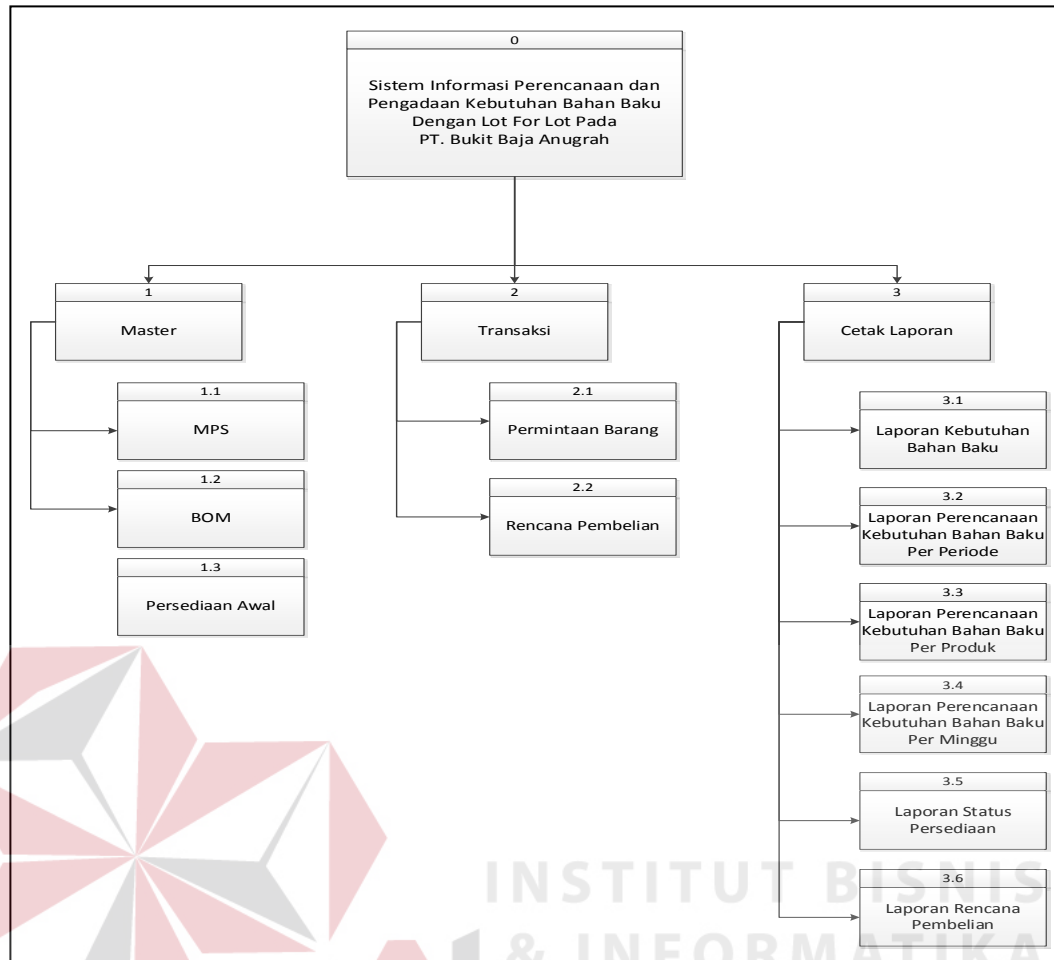 0
Sistem Informasi Perencanaan dan
Pengadaan Kebutuhan Bahan Baku
Dengan Lot For Lot Pada
PT. Bukit Baja Anugrah
1
Master
1.1
MPS
1.2
BOM
1.3
Persediaan Awal
2
Transaksi
2.1
Permintaan Barang
2.2
Rencana Pembelian
3
Cetak Laporan
3.1
Laporan Kebutuhan
Bahan Baku
3.2
Laporan Perencanaan
Kebutuhan Bahan Baku
Per Periode
3.3
Laporan Perencanaan
Kebutuhan Bahan Baku
Per Produk
3.4
Laporan Perencanaan
Kebutuhan Bahan Baku
Per Minggu
3.5
Laporan Status
Persediaan
3.6
Laporan Rencana
Pembelian
INSTITUT BISNIS
& INFORMATIKA